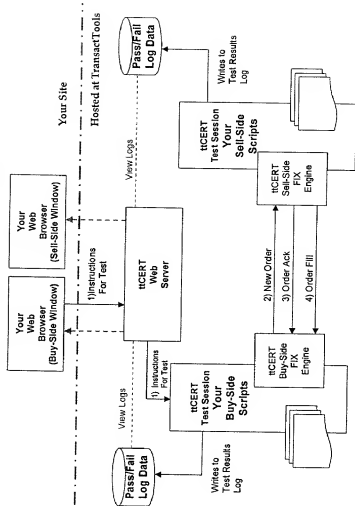 Your Site
Hosted at TransactTools
Your
Web
Browser
(Buy-Side Window)
Your
Web
Browser
(Sell-Side Window)
1)Instructions
For Test
ttCERT
Web
Server
View Logs
View Logs
Pass/Fail
Log Data
Pass/Fail
Log Data
1) Instructions
For Test
Writes to
Test Results
Log
Writes to
Test Results
Log
ttCERT
Test Session
Your
Buy-Side
Scripts
ttCERT
Test Session
Your
Sell-Side
Scripts
ttCERT
Buy-Side
FIX
Engine
2) New Order
3) Order Ack
4) Order Fill
ttCERT
Sell-Side
FIX
Engine